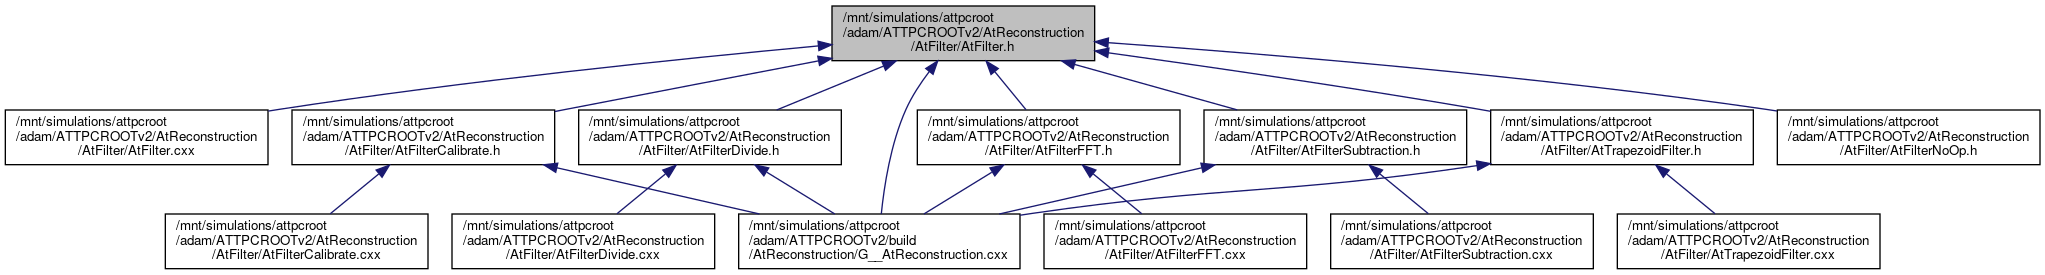 /mnt/simulations/attpcroot
/adam/ATTPCROOTv2/AtReconstruction
/AtFilter/AtFilter.h
/mnt/simulations/attpcroot
/adam/ATTPCROOTv2/AtReconstruction
/AtFilter/AtFilter.cxx
/mnt/simulations/attpcroot
/adam/ATTPCROOTv2/AtReconstruction
/AtFilter/AtFilterCalibrate.h
/mnt/simulations/attpcroot
/adam/ATTPCROOTv2/AtReconstruction
/AtFilter/AtFilterDivide.h
/mnt/simulations/attpcroot
/adam/ATTPCROOTv2/AtReconstruction
/AtFilter/AtFilterFFT.h
/mnt/simulations/attpcroot
/adam/ATTPCROOTv2/AtReconstruction
/AtFilter/AtFilterSubtraction.h
/mnt/simulations/attpcroot
/adam/ATTPCROOTv2/AtReconstruction
/AtFilter/AtTrapezoidFilter.h
/mnt/simulations/attpcroot
/adam/ATTPCROOTv2/AtReconstruction
/AtFilter/AtFilterNoOp.h
/mnt/simulations/attpcroot
/adam/ATTPCROOTv2/AtReconstruction
/AtFilter/AtFilterCalibrate.cxx
/mnt/simulations/attpcroot
/adam/ATTPCROOTv2/AtReconstruction
/AtFilter/AtFilterDivide.cxx
/mnt/simulations/attpcroot
/adam/ATTPCROOTv2/build
/AtReconstruction/G__AtReconstruction.cxx
/mnt/simulations/attpcroot
/adam/ATTPCROOTv2/AtReconstruction
/AtFilter/AtFilterFFT.cxx
/mnt/simulations/attpcroot
/adam/ATTPCROOTv2/AtReconstruction
/AtFilter/AtFilterSubtraction.cxx
/mnt/simulations/attpcroot
/adam/ATTPCROOTv2/AtReconstruction
/AtFilter/AtTrapezoidFilter.cxx